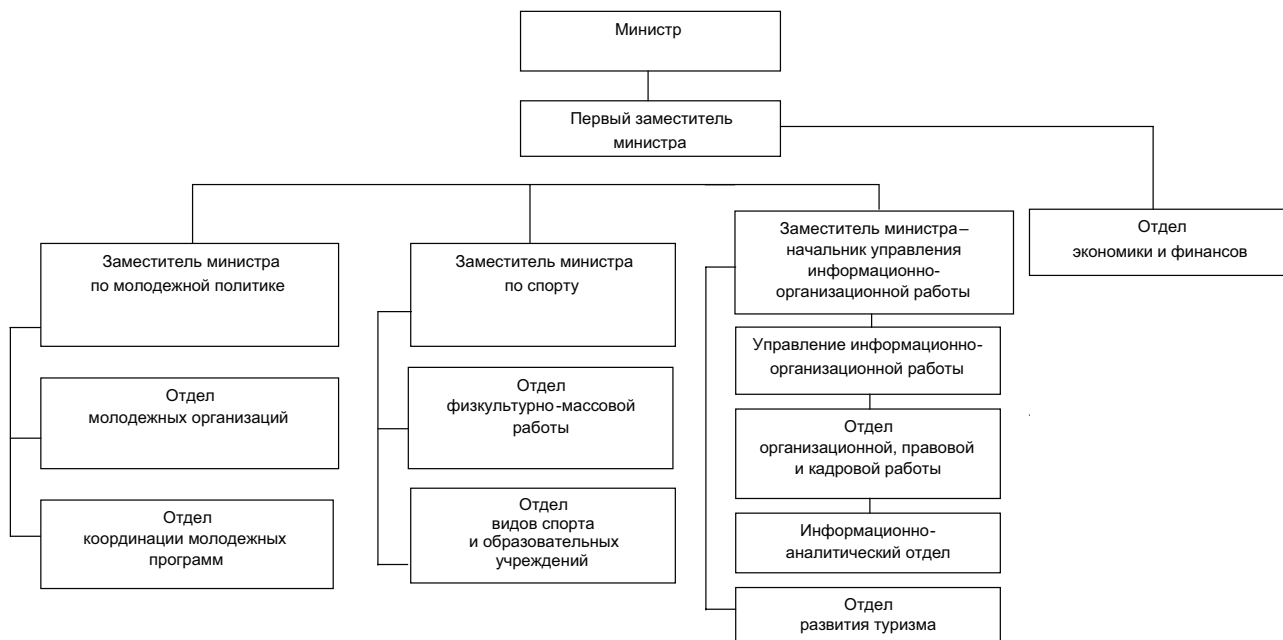 Министр
Первый заместитель
министра
Заместитель министра
по молодежной политике
Отдел
молодежных организаций
Отдел
координации молодежных
программ
Заместитель министра
по спорту
Отдел
физкультурно-массовой
работы
Отдел
видов спорта
и образовательных
учреждений
Заместитель министра–
начальник управления
информационно-
организационной работы
Управление информационно-
организационной работы
Отдел
организационной, правовой
и кадровой работы
Информационно-
аналитический отдел
Отдел
развития туризма
Отдел
экономики и финансов